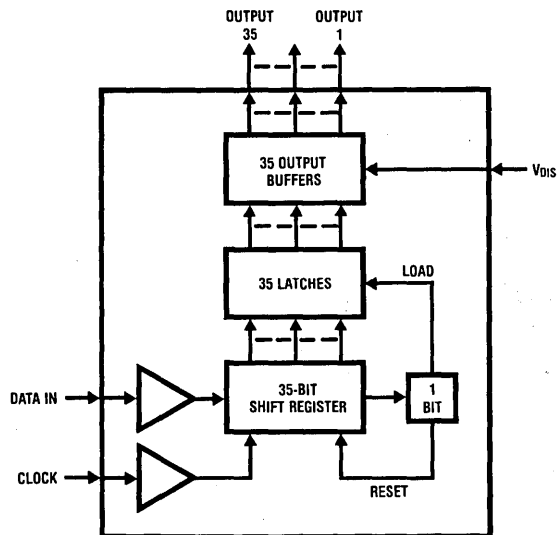 OUTPUT OUTPUT
35 1
35 OUTPUT
BUFFERS
VDIS
35 LATCHES
LOAD
DATA IN
35-BIT
SHIFT REGISTER
1
BIT
CLOCK
RESET